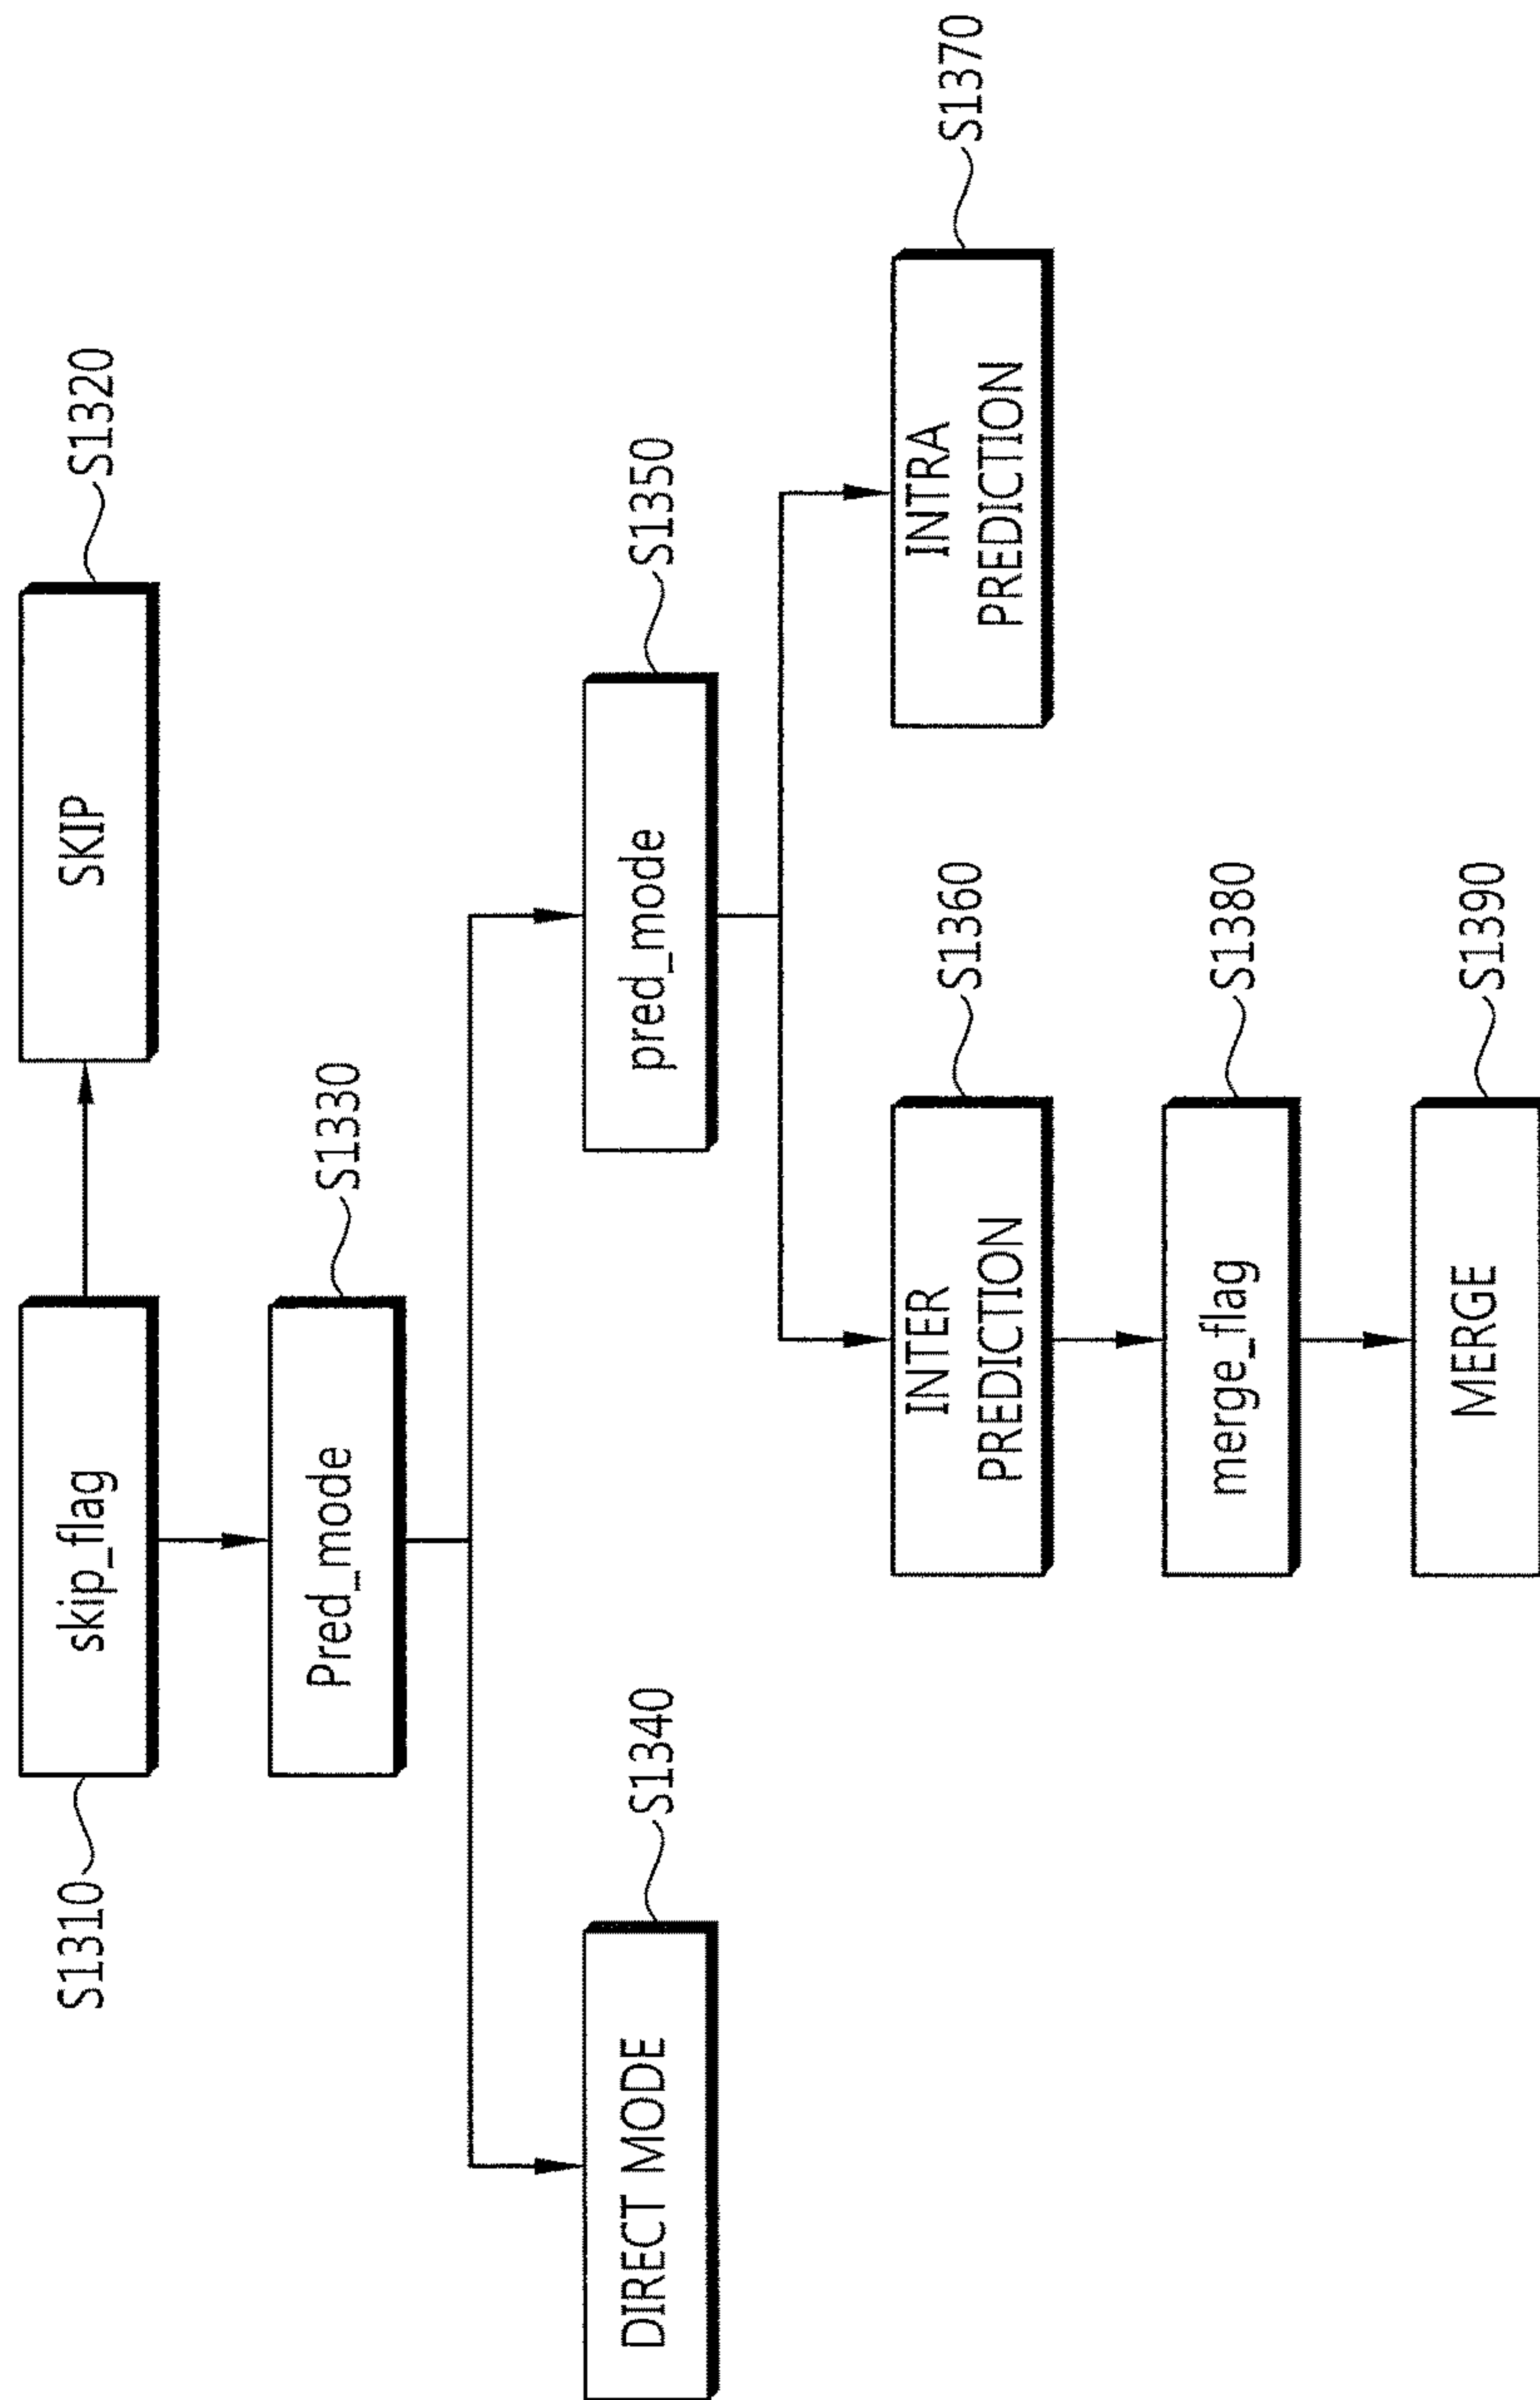 S1310
skip_flag
SKIP
S1320
Pred_mode
S1330
DIRECT MODE
S1340
pred_mode
S1350
INTER
PREDICTION
S1360
INTRA
PREDICTION
S1370
merge_flag
S1380
MERGE
S1390